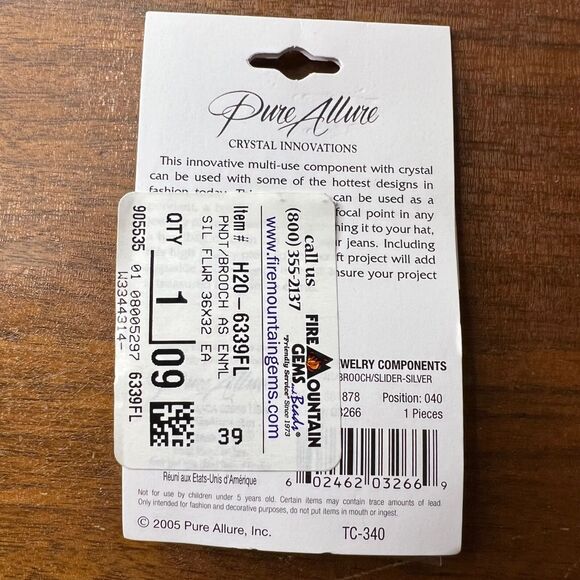 Pure Allure
CRYSTAL INNOVATIONS
This innovative multi-use component with crystal
can be used with some of the hottest designs in
fashion today. This
can be used as a
focal point in any
ning it to your hat,
ur jeans. Including
ft project will add
nsure your project
EWELRY COMPONENTS
BROOCH/SLIDER-SILVER
878 Position: 040
3266 1 Pieces
Réuni aux Etats-Unis d'Amérique
6 02462 03266 9
Not for use by children under 5 years old. Certain items may contain trace amounts of lead.
Only intended for fashion and decorative purposes, do not put items in mouth or ingest.
© 2005 Pure Allure, Inc. TC-340
call us
(800) 355-2137
www.firemountaingems.com
FIRE MOUNTAIN
GEMS and Beads®
"Friendly Service" Since 1973
Item # H20-6339FL
PNDT/BROOCH AS ENML
SIL FLWR 36X32 EA
39
QTY 1 09
905535 01 08005297 6339FL
W3344314-